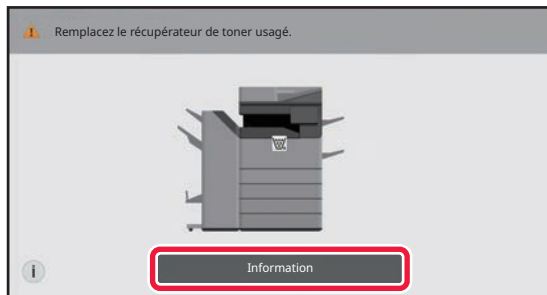 Remplacez le récupérateur de toner usagé.
i
Information